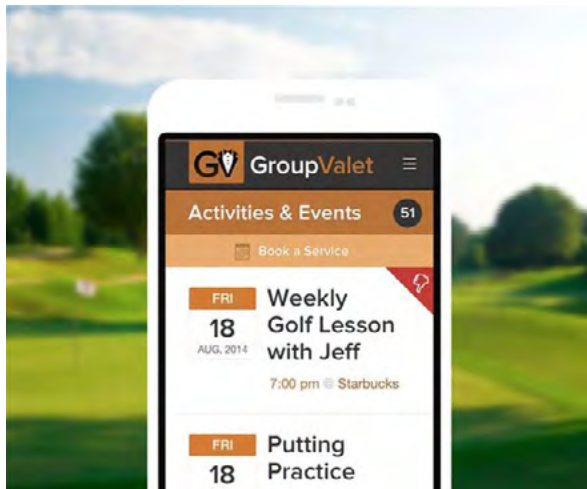 GV GroupValet
Activities & Events 51
Book a Service
FRI
18
AUG, 2014
Weekly
Golf Lesson
with Jeff
7:00 pm @ Starbucks
FRI
18
Putting
Practice